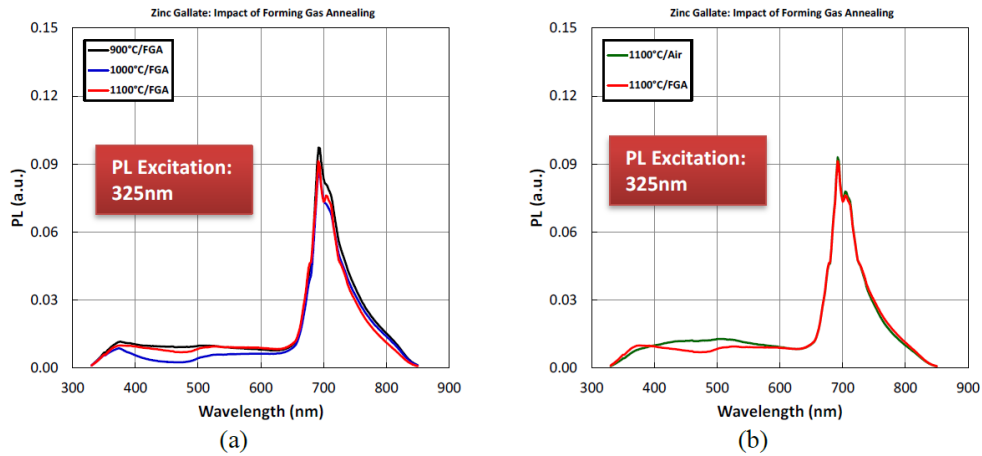 Zinc Gallate: Impact of Forming Gas Annealing
0.15
0.12
0.09
0.06
0.03
0.00
PL (a.u.)
900°C/FGA
1000°C/FGA
1100°C/FGA
PL Excitation:
325nm
300 400 500 600 700 800 900
Wavelength (nm)
(a)
Zinc Gallate: Impact of Forming Gas Annealing
0.15
0.12
0.09
0.06
0.03
0.00
PL (a.u.)
1100°C/Air
1100°C/FGA
PL Excitation:
325nm
300 400 500 600 700 800 900
Wavelength (nm)
(b)